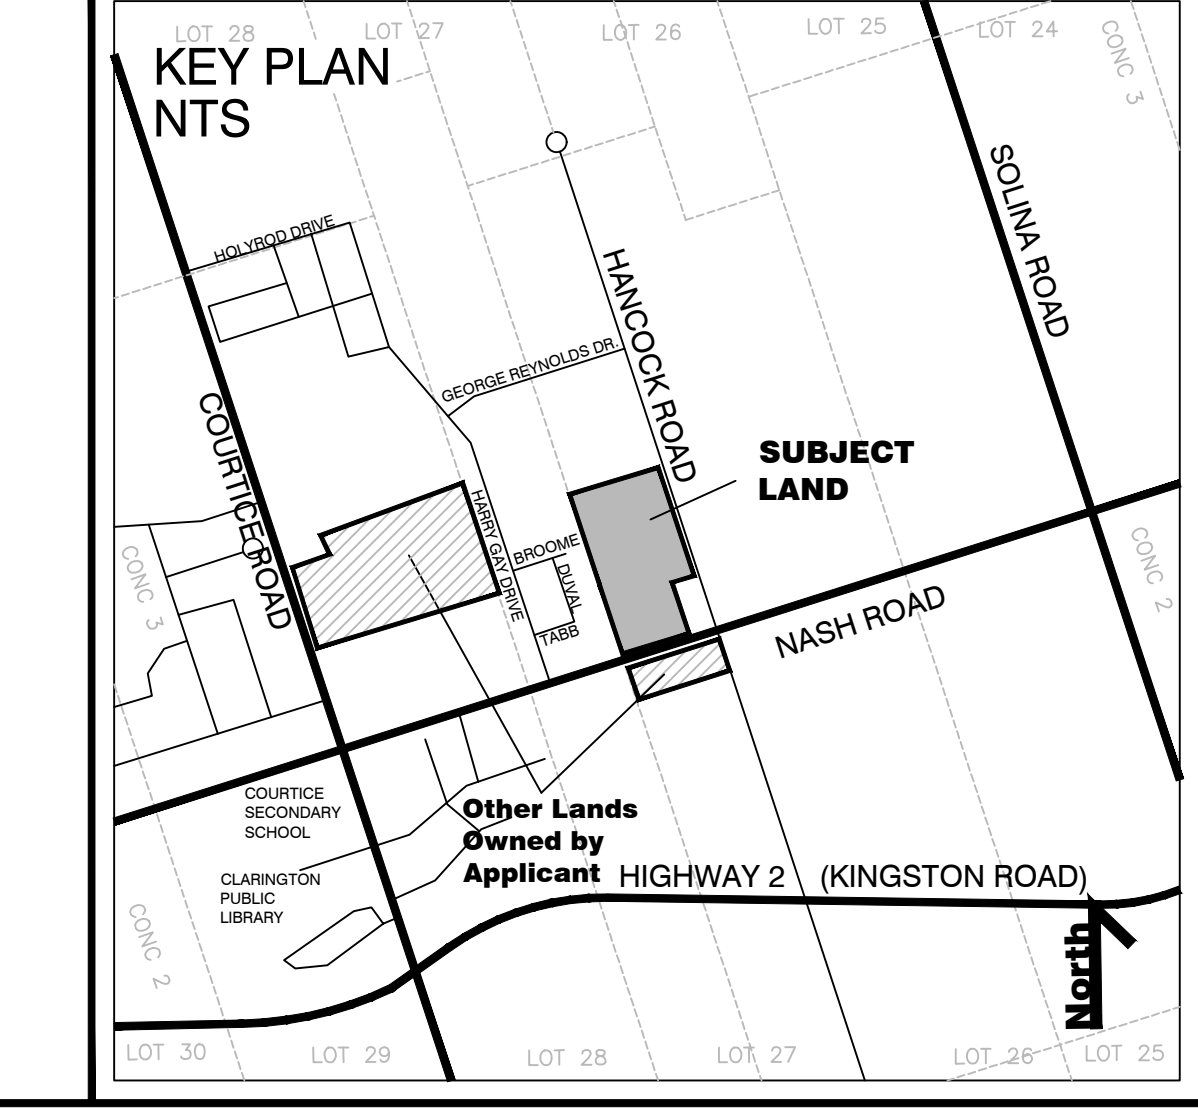 LOT 28
LOT 27
LOT 26
LOT 25
LOT 24
CONC 3
KEY PLAN
NTS
SOLINA ROAD
HOLYROD DRIVE
HANCOCK ROAD
GEORGE REYNOLDS DR.
COURTICE ROAD
SUBJECT
LAND
HARRY GAY DRIVE
BROOME
DUVAL
TABB
CONC 3
CONC 2
NASH ROAD
COURTICE
SECONDARY
SCHOOL
Other Lands
Owned by
Applicant
CLARINGTON
PUBLIC
LIBRARY
HIGHWAY 2 (KINGSTON ROAD)
CONC 2
North
LOT 30
LOT 29
LOT 28
LOT 27
LOT 26
LOT 25